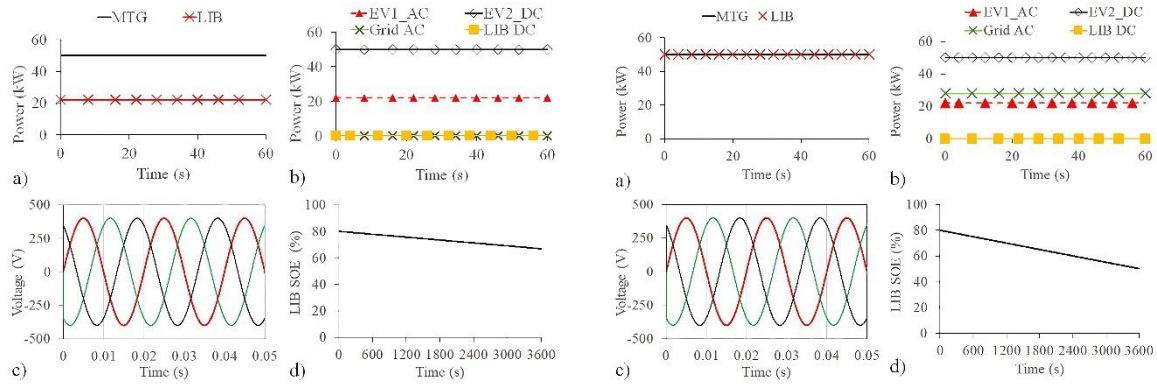 MTG LIB
Power (kW)
60
40
20
0
0 20 40 60
Time (s)
a)
EV1_AC EV2_DC
Grid AC LIB DC
Power (kW)
60
40
20
0
0 20 40 60
Time (s)
b)
Voltage (V)
500
250
0
-250
-500
0 0.01 0.02 0.03 0.04 0.05
Time (s)
c)
LIB SOE (%)
100
80
60
40
20
0
0 600 1200 1800 2400 3000 3600
Time (s)
d)
MTG LIB
Power (kW)
60
40
20
0
0 20 40 60
Time (s)
a)
EV1_AC EV2_DC
Grid AC LIB DC
Power (kW)
60
40
20
0
0 20 40 60
Time (s)
b)
Voltage (V)
500
250
0
-250
-500
0 0.01 0.02 0.03 0.04 0.05
Time (s)
c)
LIB SOE (%)
100
80
60
40
20
0
0 600 1200 1800 2400 3000 3600
Time (s)
d)